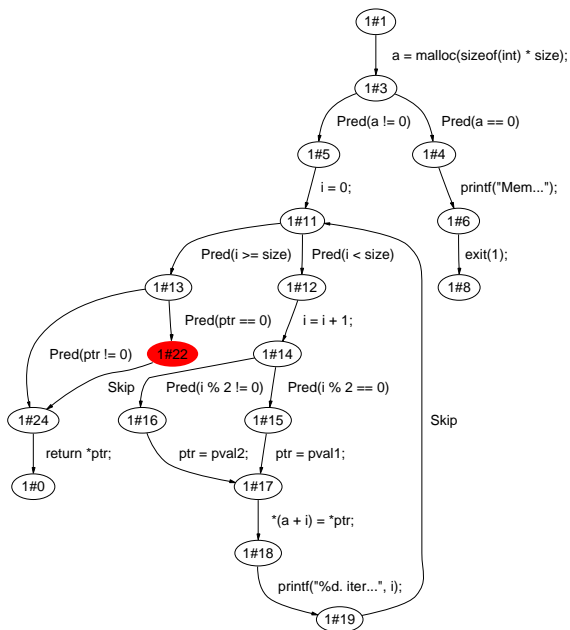 1#1
a = malloc(sizeof(int) * size);
1#3
Pred(a != 0)
Pred(a == 0)
1#5
1#4
i = 0;
printf("Mem...");
1#11
1#6
Pred(i >= size)
Pred(i < size)
exit(1);
1#13
1#12
1#8
Pred(ptr == 0)
i = i + 1;
Pred(ptr != 0)
1#22
1#14
Skip
Pred(i % 2 != 0)
Pred(i % 2 == 0)
1#24
1#16
1#15
Skip
return *ptr;
ptr = pval2;
ptr = pval1;
1#0
1#17
*(a + i) = *ptr;
1#18
printf("%d. iter...", i);
1#19